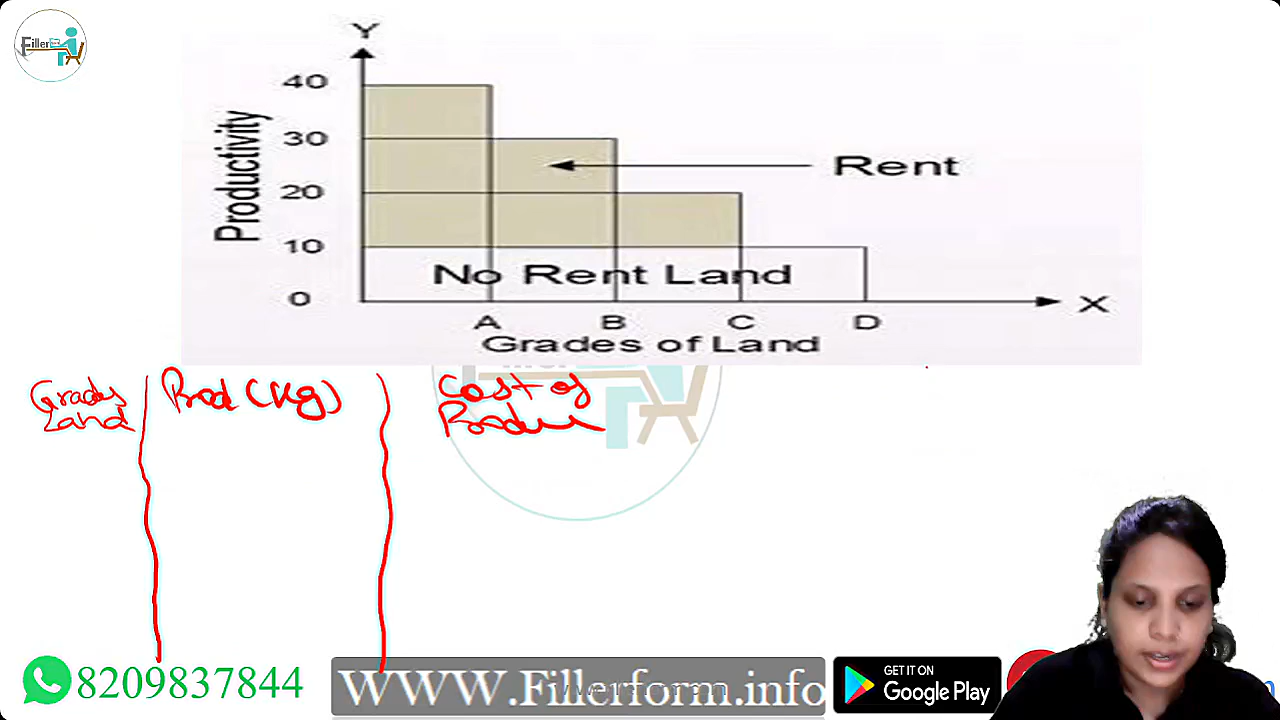 Filler
Y
40
30
20
10
0
Productivity
Rent
No Rent Land
A B C D
X
Grades of Land
Grades Land
Prod (Kg)
Cost of
8209837844
WWW.Fillerform.info
GET IT ON
Google Play